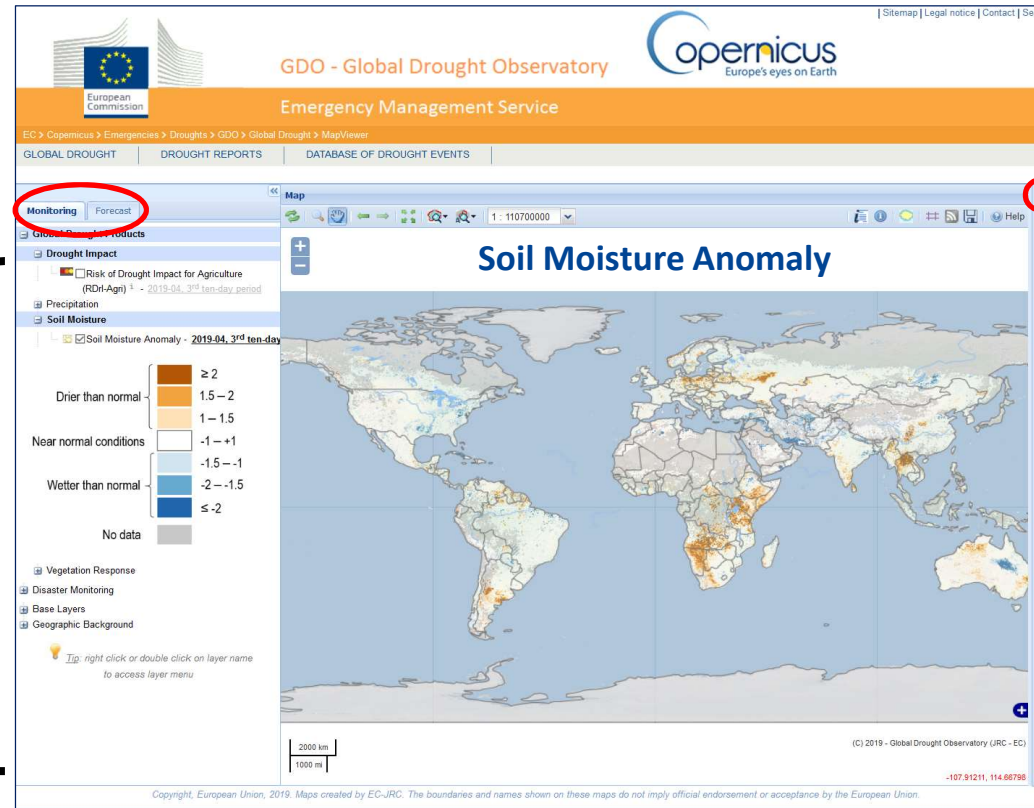 | Sitemap | Legal notice | Contact | Se
European
Commission
GDO - Global Drought Observatory
Copernicus
Europe's eyes on Earth
Emergency Management Service
EC > Copernicus > Emergencies > Droughts > GDO > Global Drought > MapViewer
GLOBAL DROUGHT
DROUGHT REPORTS
DATABASE OF DROUGHT EVENTS
Monitoring
Forecast
Global Drought Products
Drought Impact
Risk of Drought Impact for Agriculture
(RDrI-Agri) 1 - 2019-04, 3rd ten-day period
Precipitation
Soil Moisture
Soil Moisture Anomaly - 2019-04, 3rd ten-day
Drier than normal
≥ 2
1.5 – 2
1 – 1.5
Near normal conditions
-1 – +1
Wetter than normal
-1.5 – -1
-2 – -1.5
≤ -2
No data
Vegetation Response
Disaster Monitoring
Base Layers
Geographic Background
Tip: right click or double click on layer name
to access layer menu
Map
1 : 110700000
Help
Soil Moisture Anomaly
2000 km
1000 mi
(C) 2019 - Global Drought Observatory (JRC - EC)
-107.91211, 114.66798
Copyright, European Union, 2019. Maps created by EC-JRC. The boundaries and names shown on these maps do not imply official endorsement or acceptance by the European Union.